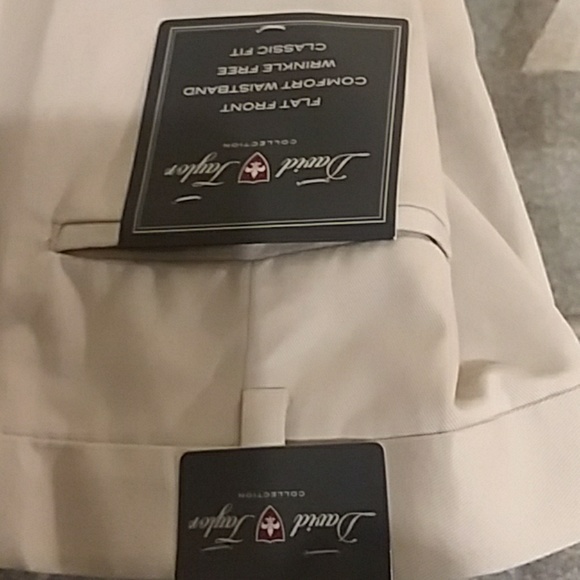 David Taylor
COLLECTION
David Taylor
COLLECTION
FLAT FRONT
COMFORT WAISTBAND
WRINKLE FREE
CLASSIC FIT